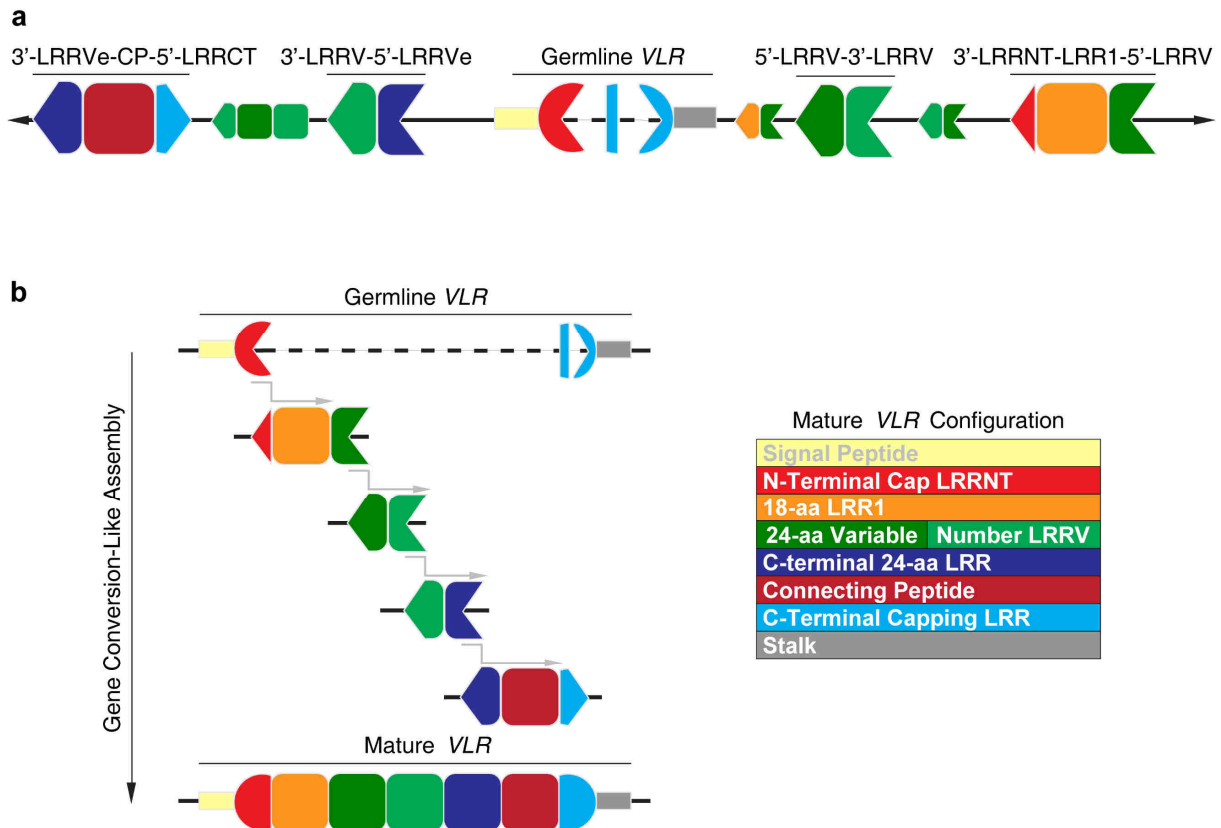 a
3'-LRRVe-CP-5'-LRRCT
3'-LRRV-5'-LRRVe
Germline VLR
5'-LRRV-3'-LRRV
3'-LRRNT-LRR1-5'-LRRV
b
Germline VLR
Gene Conversion-Like Assembly
Mature VLR
Mature VLR Configuration
Signal Peptide
N-Terminal Cap LRRNT
18-aa LRR1
24-aa Variable Number LRRV
C-terminal 24-aa LRR
Connecting Peptide
C-Terminal Capping LRR
Stalk